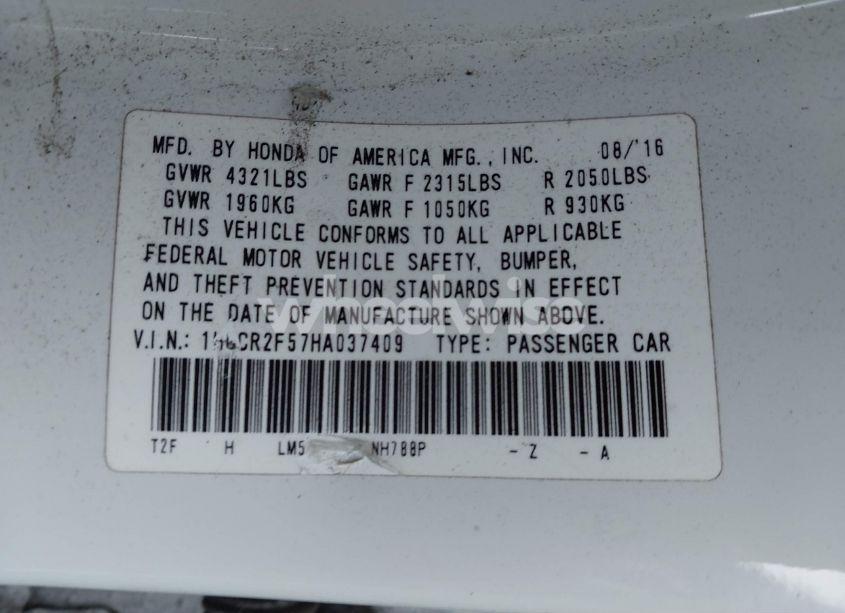 MFD. BY HONDA OF AMERICA MFG., INC. 08/'16
GVWR 4321LBS GAWR F 2315LBS R 2050LBS
GVWR 1960KG GAWR F 1050KG R 930KG
THIS VEHICLE CONFORMS TO ALL APPLICABLE
FEDERAL MOTOR VEHICLE SAFETY, BUMPER,
AND THEFT PREVENTION STANDARDS IN EFFECT
ON THE DATE OF MANUFACTURE SHOWN ABOVE.
wheelwise
V.I.N.: TYPE: PASSENGER CAR
T2F H LM5 NH788P - Z - A